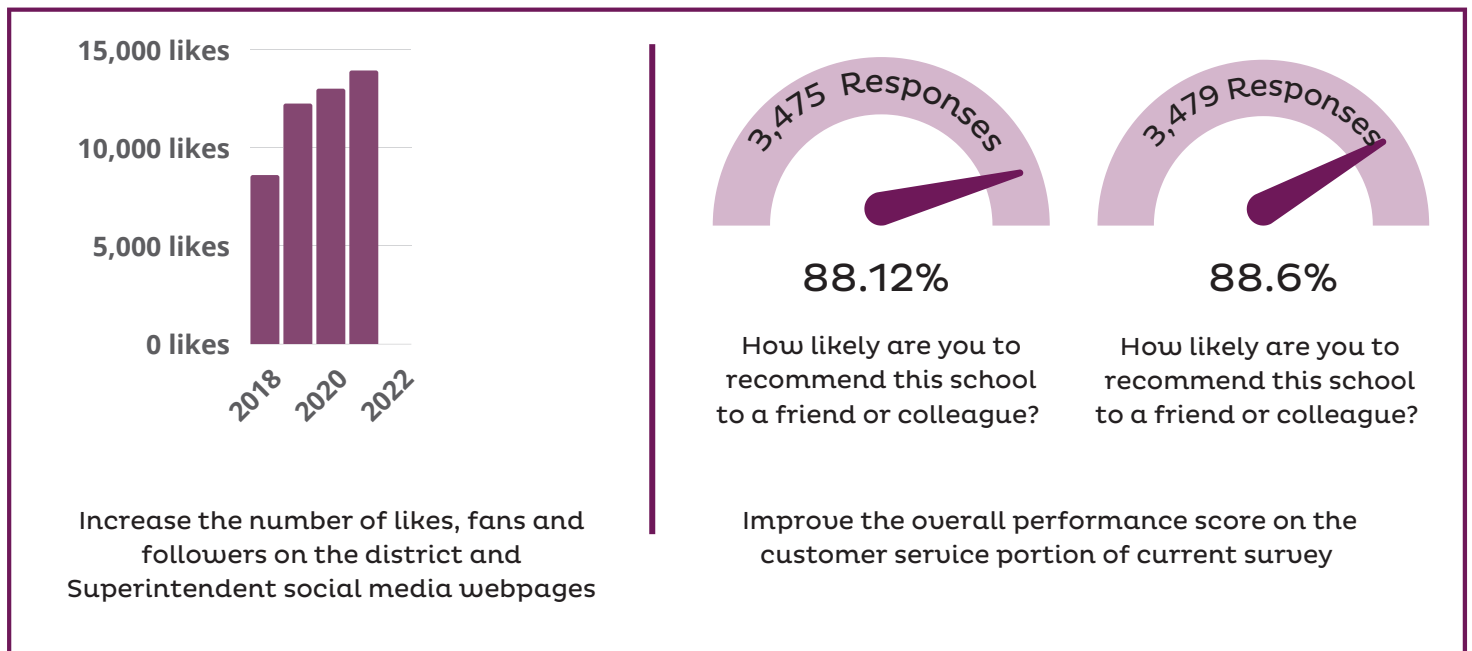 15,000 likes
10,000 likes
5,000 likes
0 likes
2018
2020
2022
Increase the number of likes, fans and
followers on the district and
Superintendent social media webpages
3,475 Responses
88.12%
How likely are you to
recommend this school
to a friend or colleague?
3,479 Responses
88.6%
How likely are you to
recommend this school
to a friend or colleague?
Improve the overall performance score on the
customer service portion of current survey